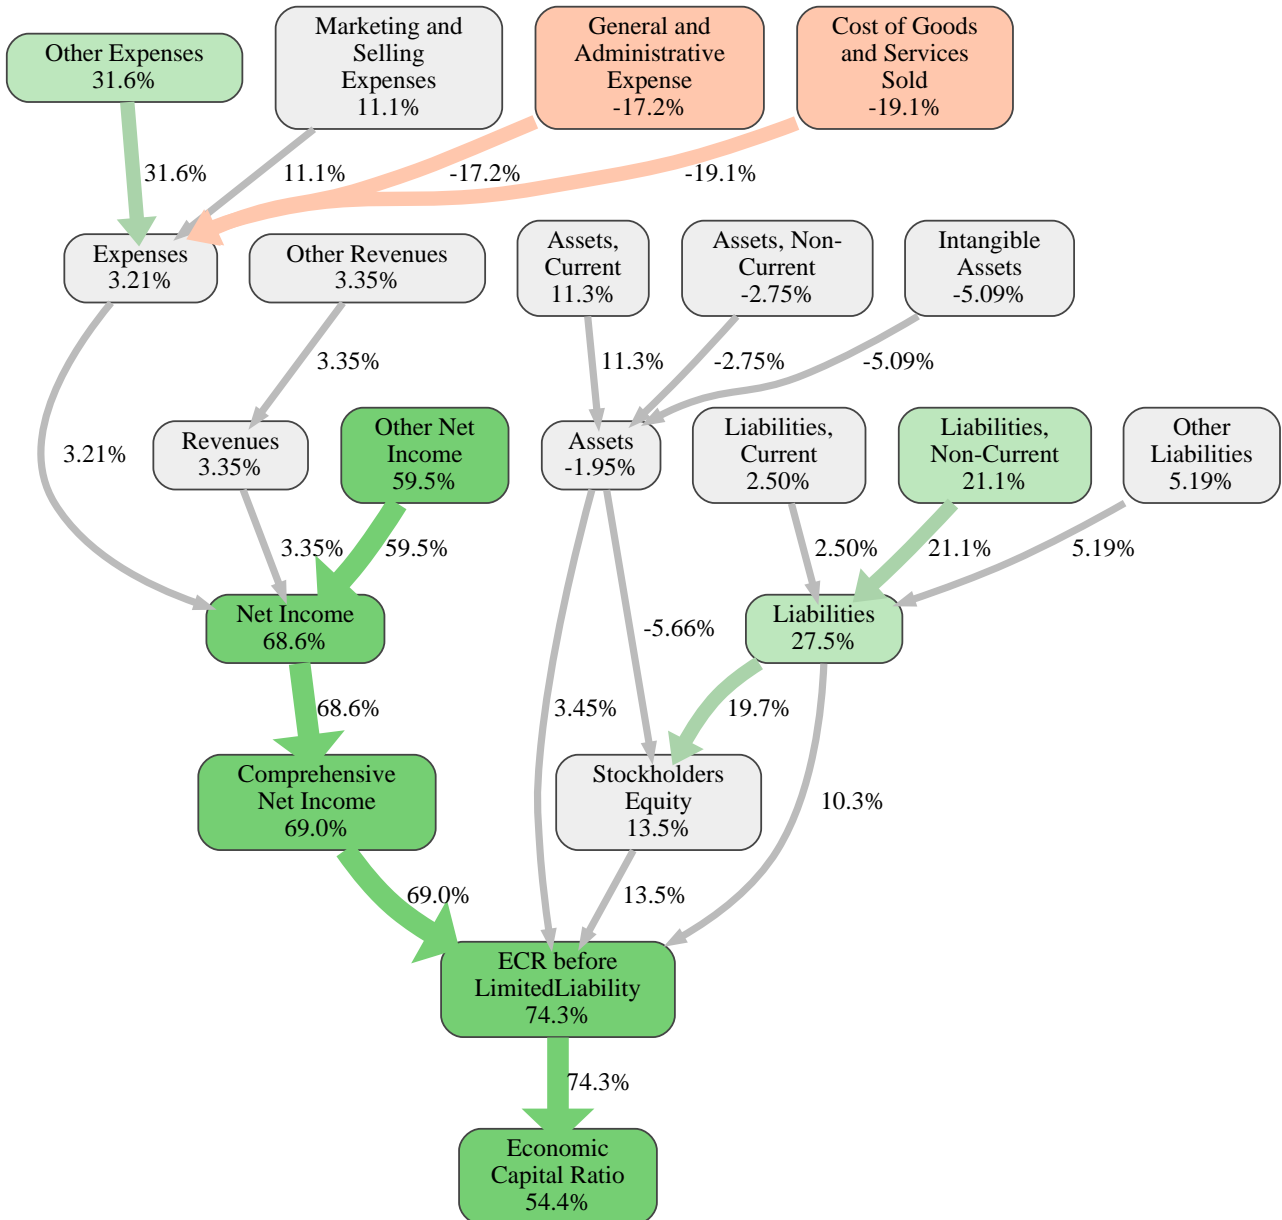 Other Expenses
31.6%
Marketing and
Selling
Expenses
11.1%
General and
Administrative
Expense
-17.2%
Cost of Goods
and Services
Sold
-19.1%
31.6%
11.1%
-17.2%
-19.1%
Expenses
3.21%
Other Revenues
3.35%
Assets,
Current
11.3%
Assets, Non-
Current
-2.75%
Intangible
Assets
-5.09%
3.35%
11.3%
-2.75%
-5.09%
3.21%
Revenues
3.35%
Other Net
Income
59.5%
Assets
-1.95%
Liabilities,
Current
2.50%
Liabilities,
Non-Current
21.1%
Other
Liabilities
5.19%
3.35%
59.5%
2.50%
21.1%
5.19%
Net Income
68.6%
-5.66%
Liabilities
27.5%
68.6%
3.45%
19.7%
Comprehensive
Net Income
69.0%
Stockholders
Equity
13.5%
10.3%
69.0%
13.5%
ECR before
LimitedLiability
74.3%
74.3%
Economic
Capital Ratio
54.4%